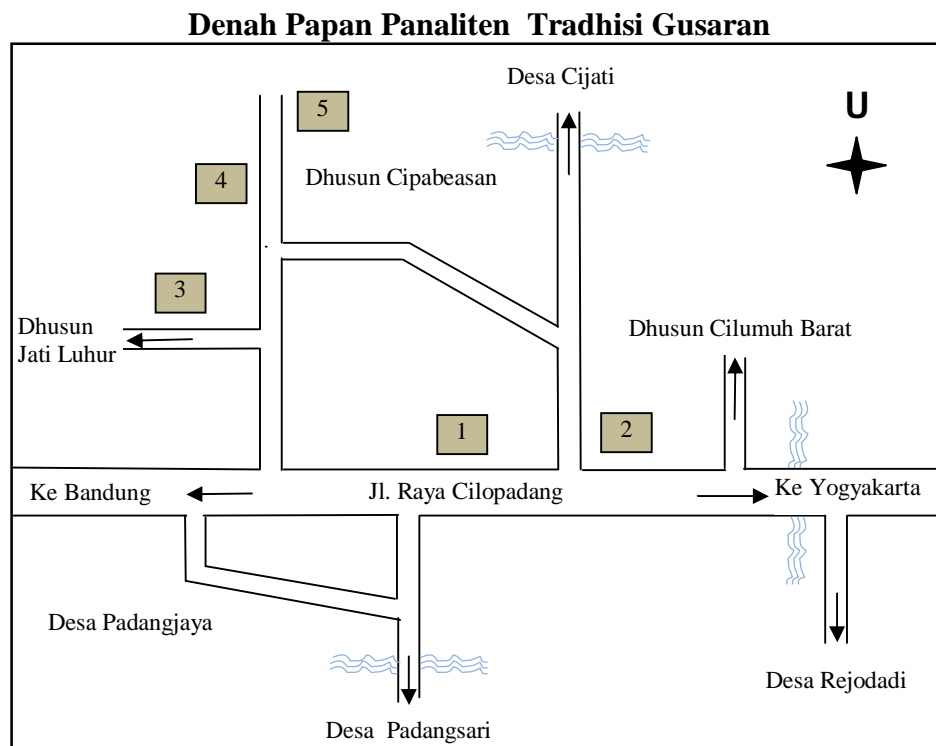 Denah Papan Panaliten Tradhisi Gusaran
Desa Cijati
5
U
4
Dhusun Cipabeasan
3
Dhusun
Jati Luhur
Dhusun Cilumuh Barat
1
2
Ke Bandung
Jl. Raya Cilopadang
Ke Yogyakarta
Desa Padangjaya
Desa Rejodadi
Desa Padangsari